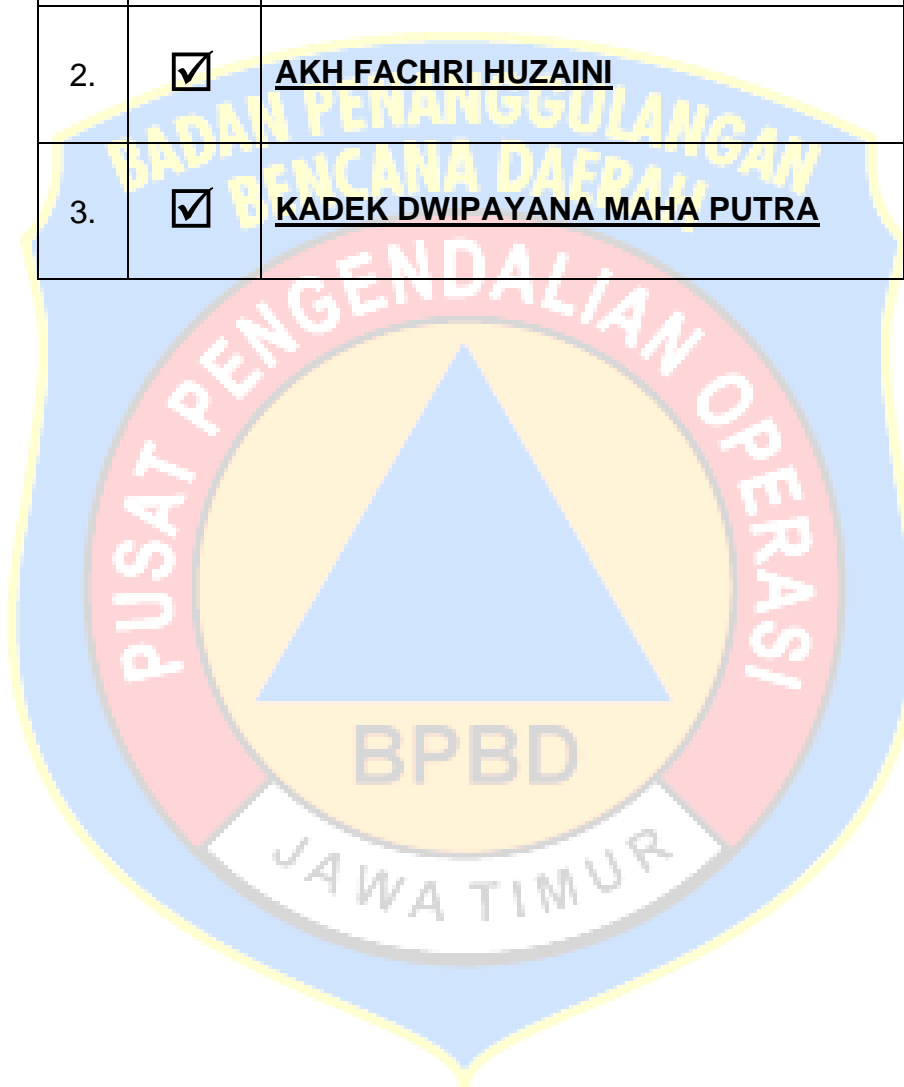 2. ☑ AKH FACHRI HUZAINI
BADAN PENANGGULANGAN
3. ☑ KADEK DWIPAYANA MAHA PUTRA
BENCANA DAERAH
PUSAT PENGENDALIAN OPERASI
BPBD
JAWA TIMUR